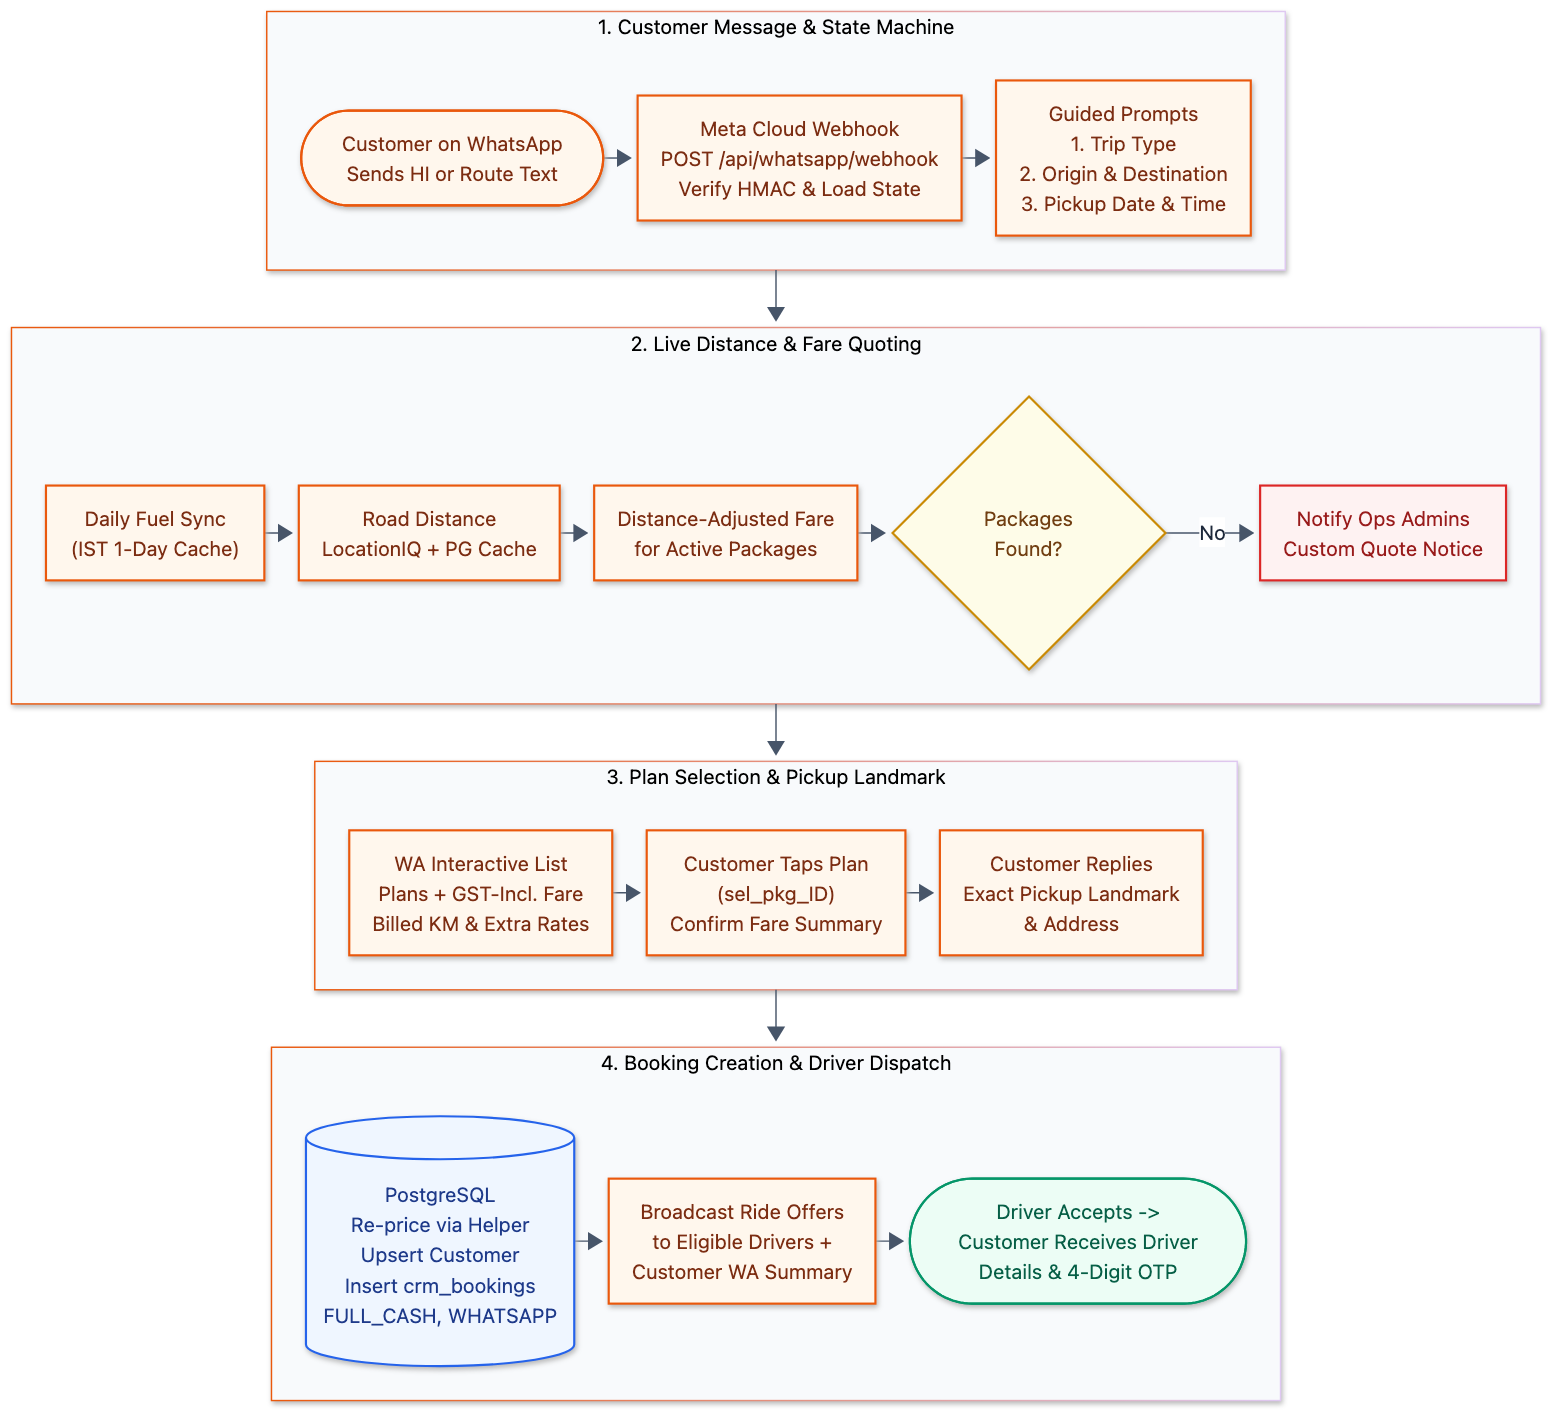 1. Customer Message & State Machine
Customer on WhatsApp
Sends HI or Route Text
Meta Cloud Webhook
POST /api/whatsapp/webhook
Verify HMAC & Load State
Guided Prompts
1. Trip Type
2. Origin & Destination
3. Pickup Date & Time
2. Live Distance & Fare Quoting
Daily Fuel Sync
(IST 1-Day Cache)
Road Distance
LocationIQ + PG Cache
Distance-Adjusted Fare
for Active Packages
Packages
Found?
No
Notify Ops Admins
Custom Quote Notice
3. Plan Selection & Pickup Landmark
WA Interactive List
Plans + GST-Incl. Fare
Billed KM & Extra Rates
Customer Taps Plan
(sel_pkg_ID)
Confirm Fare Summary
Customer Replies
Exact Pickup Landmark
& Address
4. Booking Creation & Driver Dispatch
PostgreSQL
Re-price via Helper
Upsert Customer
Insert crm_bookings
FULL_CASH, WHATSAPP
Broadcast Ride Offers
to Eligible Drivers +
Customer WA Summary
Driver Accepts ->
Customer Receives Driver
Details & 4-Digit OTP